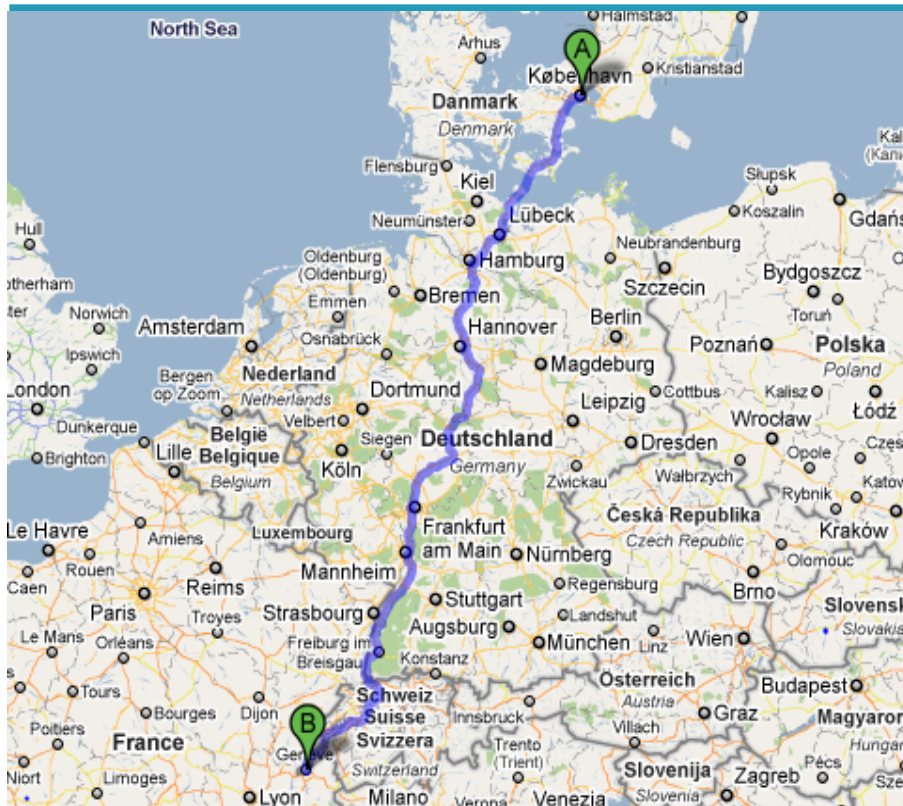 North Sea
Halmstad
Arhus
A
København
Kristianstad
Danmark
Denmark
Flensburg
Kiel
Słupsk
Koszalin
Neumünster
Lübeck
Hull
Oldenburg
(Oldenburg)
Hamburg
Neubrandenburg
Szczecin
Bydgoszcz
Emmen
Bremen
Toruń
Norwich
Amsterdam
Osnabrück
Hannover
Berlin
Poznań
Polska
Poland
Ipswich
Magdeburg
Bergen
op Zoom
Nederland
Netherlands
Dortmund
Cottbus
Kalisz
Łódź
London
Velbert
Leipzig
Wrocław
Dunkerque
België
Belgique
Belgium
Siegen
Deutschland
Germany
Dresden
Brighton
Lille
Köln
Zwickau
Wałbrzych
Opole
Rybnik
Luxembourg
Frankfurt
am Main
Česká Republika
Czech Republic
Kraków
Le Havre
Amiens
Rouen
Caen
Reims
Mannheim
Nürnberg
Olomouc
Brno
Paris
Troyes
Strasbourg
Stuttgart
Regensburg
Landshut
Le Mans
Orléans
Freiburg im
Breisgau
Augsburg
München
Linz
Wien
Slovakia
Konstanz
Tours
Bourges
Dijon
Schweiz
Suisse
Svizzera
Switzerland
Österreich
Austria
Budapest
Innsbruck
Graz
B
Genève
Poitiers
France
Villach
Niort
Limoges
Lyon
Milano
Trento
(Trient)
Verona
Venezia
Slovenija
Slovenia
Zagreb
Pécs